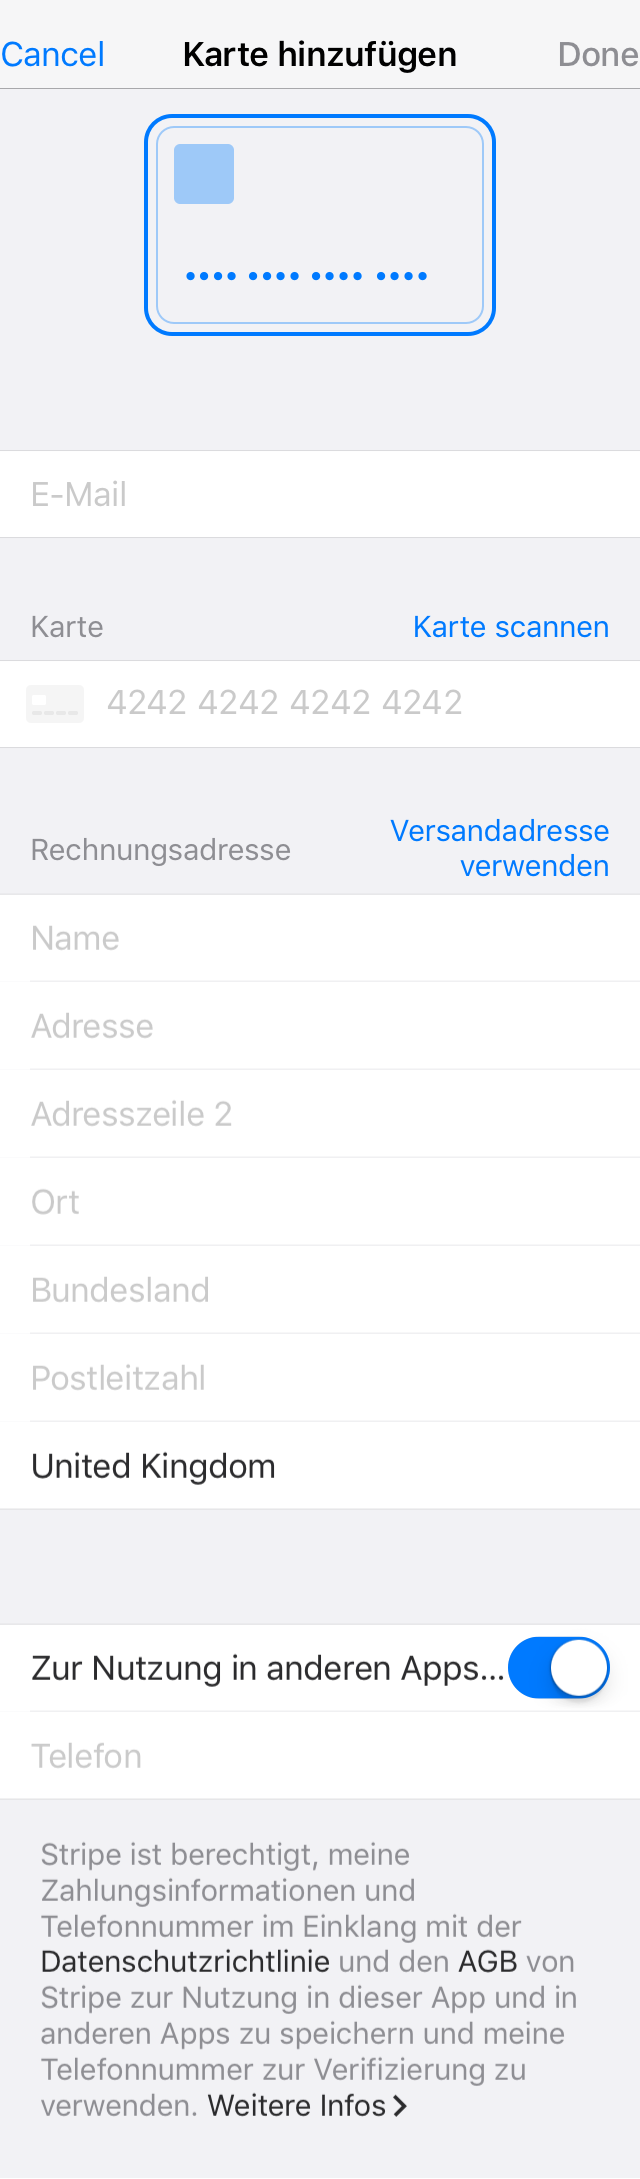 Cancel Karte hinzufügen Done
•••• •••• •••• ••••
E-Mail
Karte Karte scannen
4242 4242 4242 4242
Rechnungsadresse Versandadresse
verwenden
Name
Adresse
Adresszeile 2
Ort
Bundesland
Postleitzahl
United Kingdom
Zur Nutzung in anderen Apps...
Telefon
Stripe ist berechtigt, meine
Zahlungsinformationen und
Telefonnummer im Einklang mit der
Datenschutzrichtlinie und den AGB von
Stripe zur Nutzung in dieser App und in
anderen Apps zu speichern und meine
Telefonnummer zur Verifizierung zu
verwenden. Weitere Infos